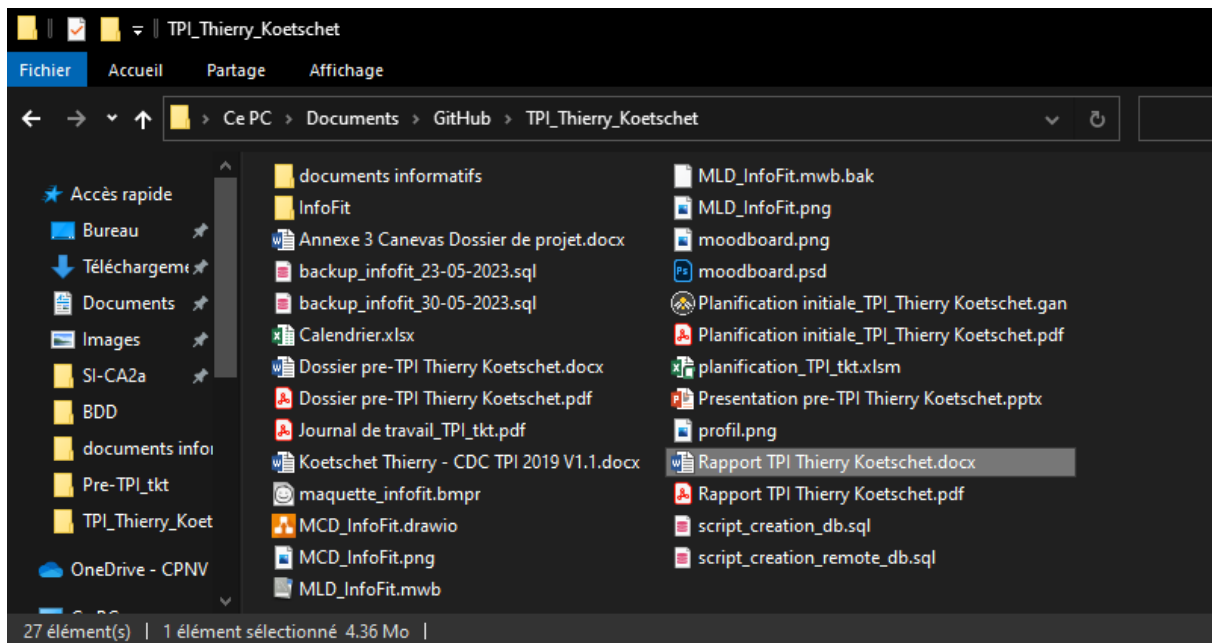 TPI_Thierry_Koetschet
Fichier Accueil Partage Affichage
Ce PC > Documents > GitHub > TPI_Thierry_Koetschet
Accès rapide
Bureau
Téléchargeme
Documents
Images
SI-CA2a
BDD
documents infor
Pre-TPI_tkt
TPI_Thierry_Koet
OneDrive - CPNV
documents informatifs
InfoFit
Annexe 3 Canevas Dossier de projet.docx
backup_infofit_23-05-2023.sql
backup_infofit_30-05-2023.sql
Calendrier.xlsx
Dossier pre-TPI Thierry Koetschet.docx
Dossier pre-TPI Thierry Koetschet.pdf
Journal de travail_TPI_tkt.pdf
Koetschet Thierry - CDC TPI 2019 V1.1.docx
maquette_infofit.bmpr
MCD_InfoFit.drawio
MCD_InfoFit.png
MLD_InfoFit.mwb
MLD_InfoFit.mwb.bak
MLD_InfoFit.png
moodboard.png
moodboard.psd
Planification initiale_TPI_Thierry Koetschet.gan
Planification initiale_TPI_Thierry Koetschet.pdf
planification_TPI_tkt.xlsm
Presentation pre-TPI Thierry Koetschet.pptx
profil.png
Rapport TPI Thierry Koetschet.docx
Rapport TPI Thierry Koetschet.pdf
script_creation_db.sql
script_creation_remote_db.sql
27 élément(s) | 1 élément sélectionné 4.36 Mo |